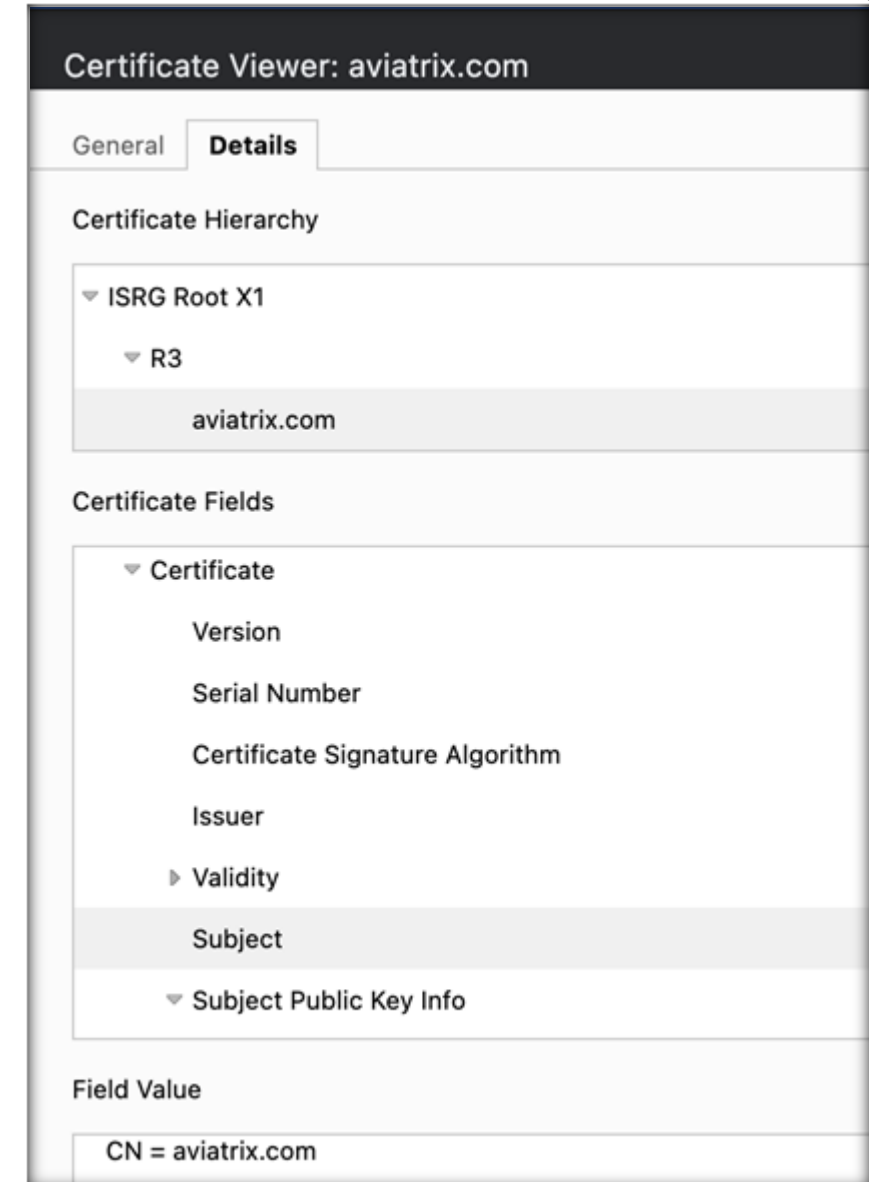 Certificate Viewer: aviatrix.com
General Details
Certificate Hierarchy
ISRG Root X1
R3
aviatrix.com
Certificate Fields
Certificate
Version
Serial Number
Certificate Signature Algorithm
Issuer
Validity
Subject
Subject Public Key Info
Field Value
CN = aviatrix.com